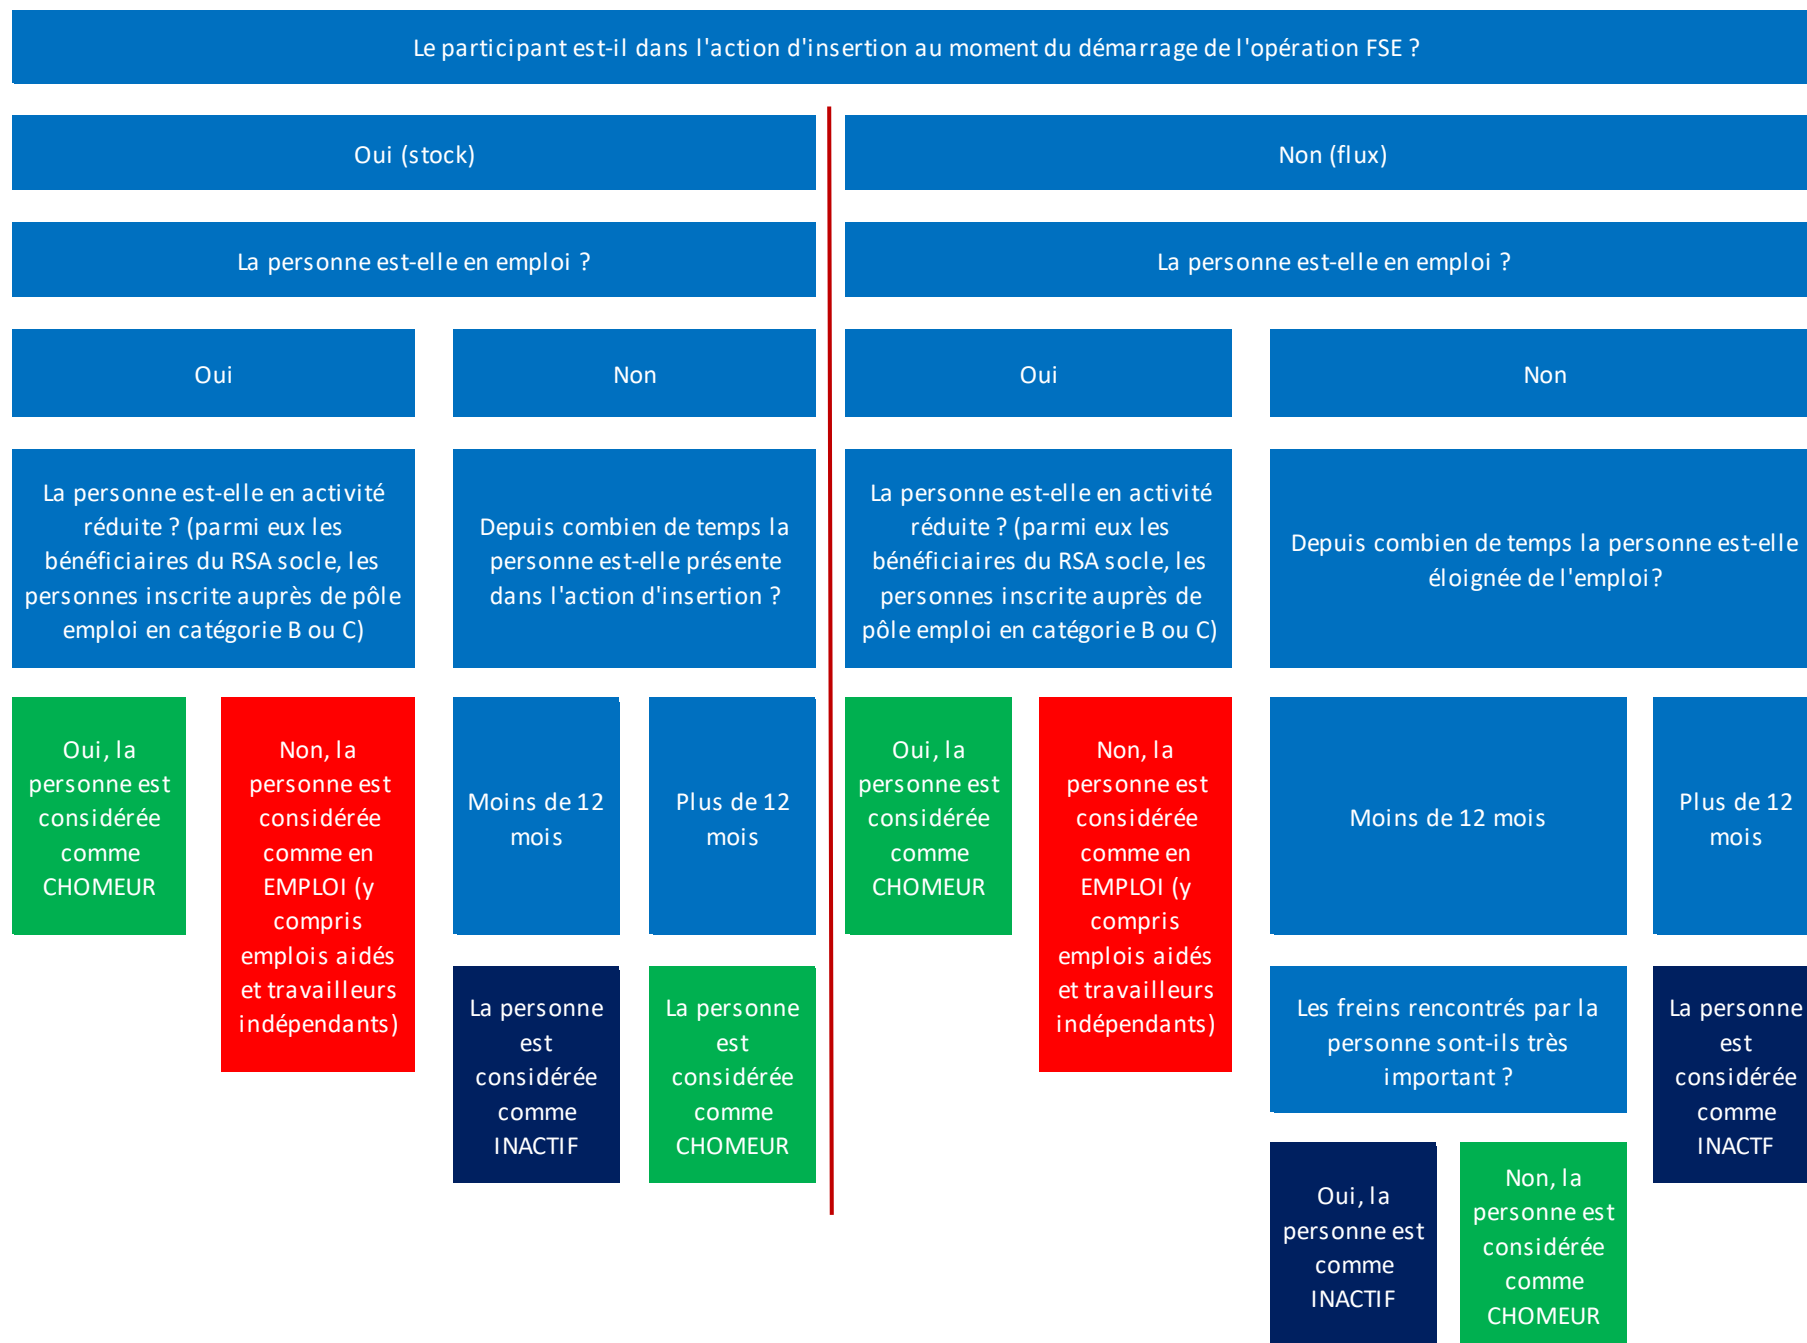 Le participant est-il dans l'action d'insertion au moment du démarrage de l'opération FSE ?
Oui (stock)
Non (flux)
La personne est-elle en emploi ?
La personne est-elle en emploi ?
Oui
Non
Oui
Non
La personne est-elle en activité
réduite ? (parmi eux les
bénéficiaires du RSA socle, les
personnes inscrite auprès de pôle
emploi en catégorie B ou C)
Depuis combien de temps la
personne est-elle présente
dans l'action d'insertion ?
La personne est-elle en activité
réduite ? (parmi eux les
bénéficiaires du RSA socle, les
personnes inscrite auprès de
pôle emploi en catégorie B ou C)
Depuis combien de temps la personne est-elle
éloignée de l'emploi?
Oui, la
personne est
considérée
comme
CHOMEUR
Non, la
personne est
considérée
comme en
EMPLOI (y
compris
emplois aidés
et travailleurs
indépendants)
Moins de 12
mois
Plus de 12
mois
Oui, la
personne est
considérée
comme
CHOMEUR
Non, la
personne est
considérée
comme en
EMPLOI (y
compris
emplois aidés
et travailleurs
indépendants)
Moins de 12 mois
Plus de 12
mois
La personne
est
considérée
comme
INACTIF
La personne
est
considérée
comme
CHOMEUR
Les freins rencontrés par la
personne sont-ils très
important ?
La personne
est
considérée
comme
INACTF
Oui, la
personne est
comme
INACTIF
Non, la
personne est
considérée
comme
CHOMEUR